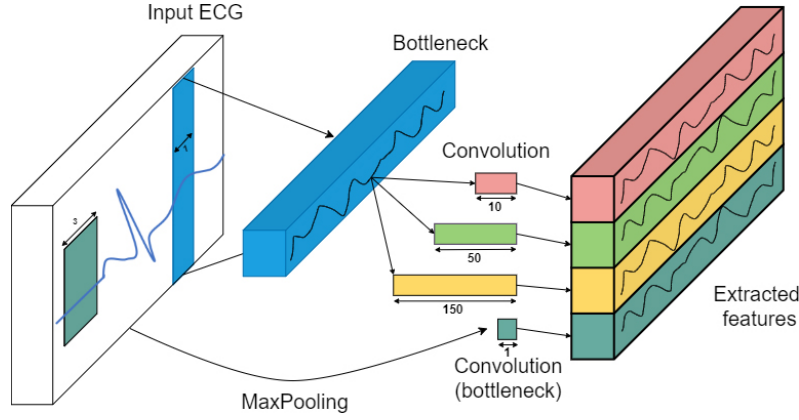 Input ECG
Bottleneck
1
3
Convolution
10
50
150
Extracted
features
1
Convolution
(bottleneck)
MaxPooling